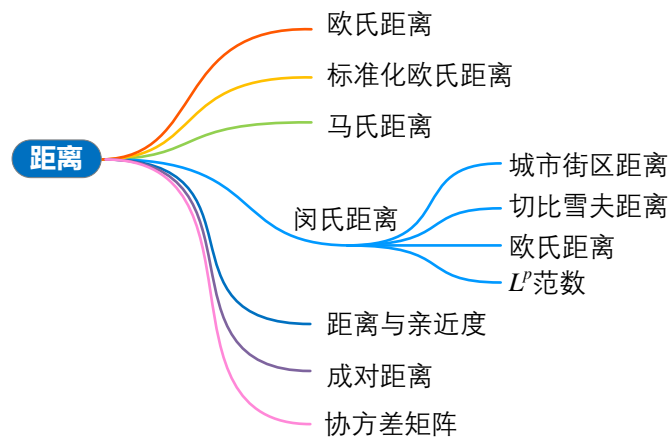 距离
欧氏距离
标准化欧氏距离
马氏距离
闵氏距离
城市街区距离
切比雪夫距离
欧氏距离
Lᵖ范数
距离与亲近度
成对距离
协方差矩阵